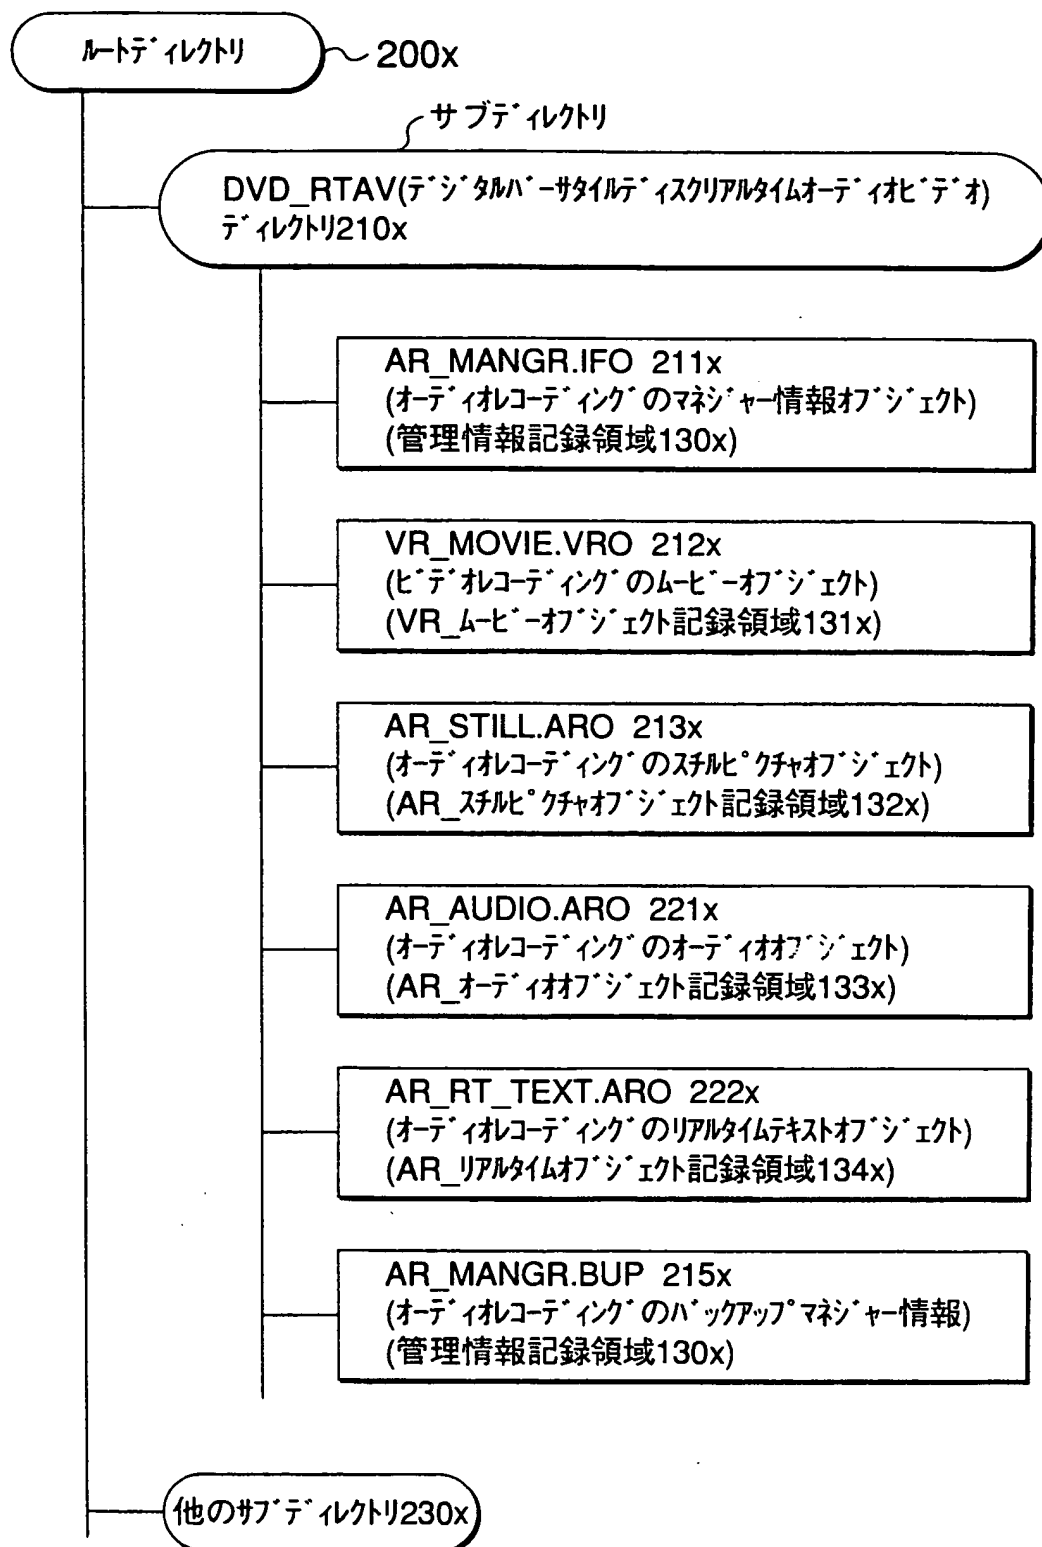 ルートディレクトリ
200x
サブディレクトリ
DVD_RTAV(デジタルバーサタイルディスクリアルタイムオーディオビデオ)
ディレクトリ210x
AR_MANGR.IFO 211x
(オーディオレコーディングのマネジャー情報オブジェクト)
(管理情報記録領域130x)
VR_MOVIE.VRO 212x
(ビデオレコーディングのムービーオブジェクト)
(VR_ムービーオブジェクト記録領域131x)
AR_STILL.ARO 213x
(オーディオレコーディングのスチルピクチャオブジェクト)
(AR_スチルピクチャオブジェクト記録領域132x)
AR_AUDIO.ARO 221x
(オーディオレコーディングのオーディオオブジェクト)
(AR_オーディオオブジェクト記録領域133x)
AR_RT_TEXT.ARO 222x
(オーディオレコーディングのリアルタイムテキストオブジェクト)
(AR_リアルタイムオブジェクト記録領域134x)
AR_MANGR.BUP 215x
(オーディオレコーディングのバックアップマネジャー情報)
(管理情報記録領域130x)
他のサブディレクトリ230x